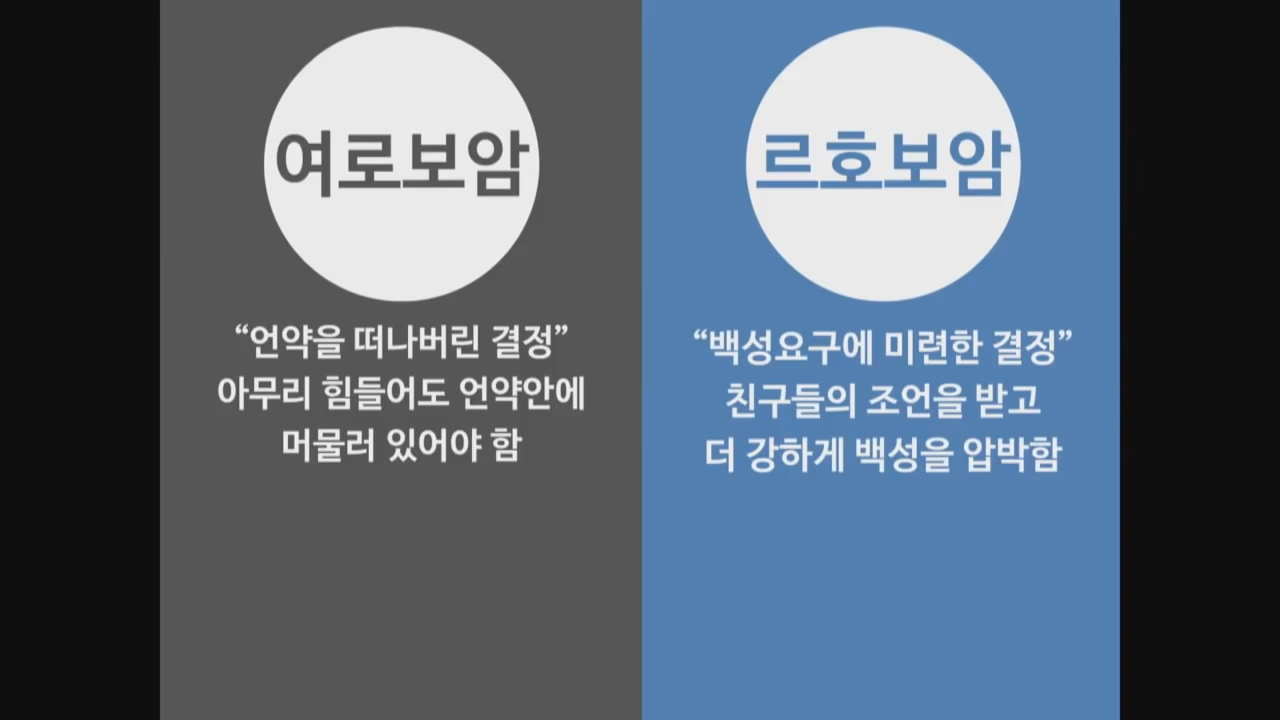 여로보암
“언약을 떠나버린 결정”
아무리 힘들어도 언약안에
머물러 있어야 함
르호보암
“백성요구에 미련한 결정”
친구들의 조언을 받고
더 강하게 백성을 압박함